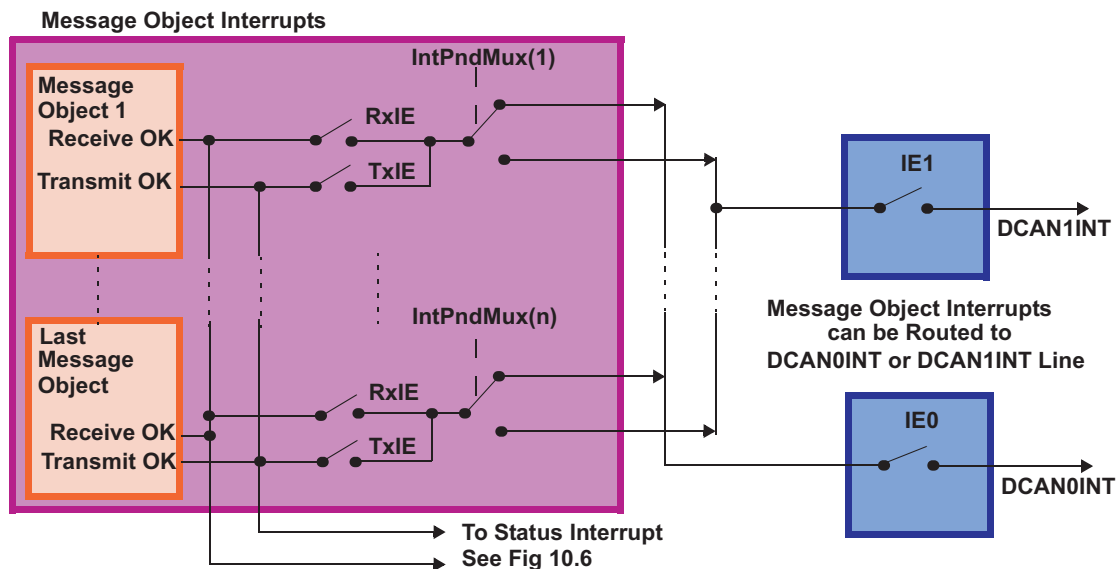 Message Object Interrupts
IntPndMux(1)
Message
Object 1
Receive OK
Transmit OK
RxIE
TxIE
IE1
DCAN1INT
Message Object Interrupts
can be Routed to
DCAN0INT or DCAN1INT Line
IntPndMux(n)
Last
Message
Object
Receive OK
Transmit OK
RxIE
TxIE
IE0
DCAN0INT
To Status Interrupt
See Fig 10.6